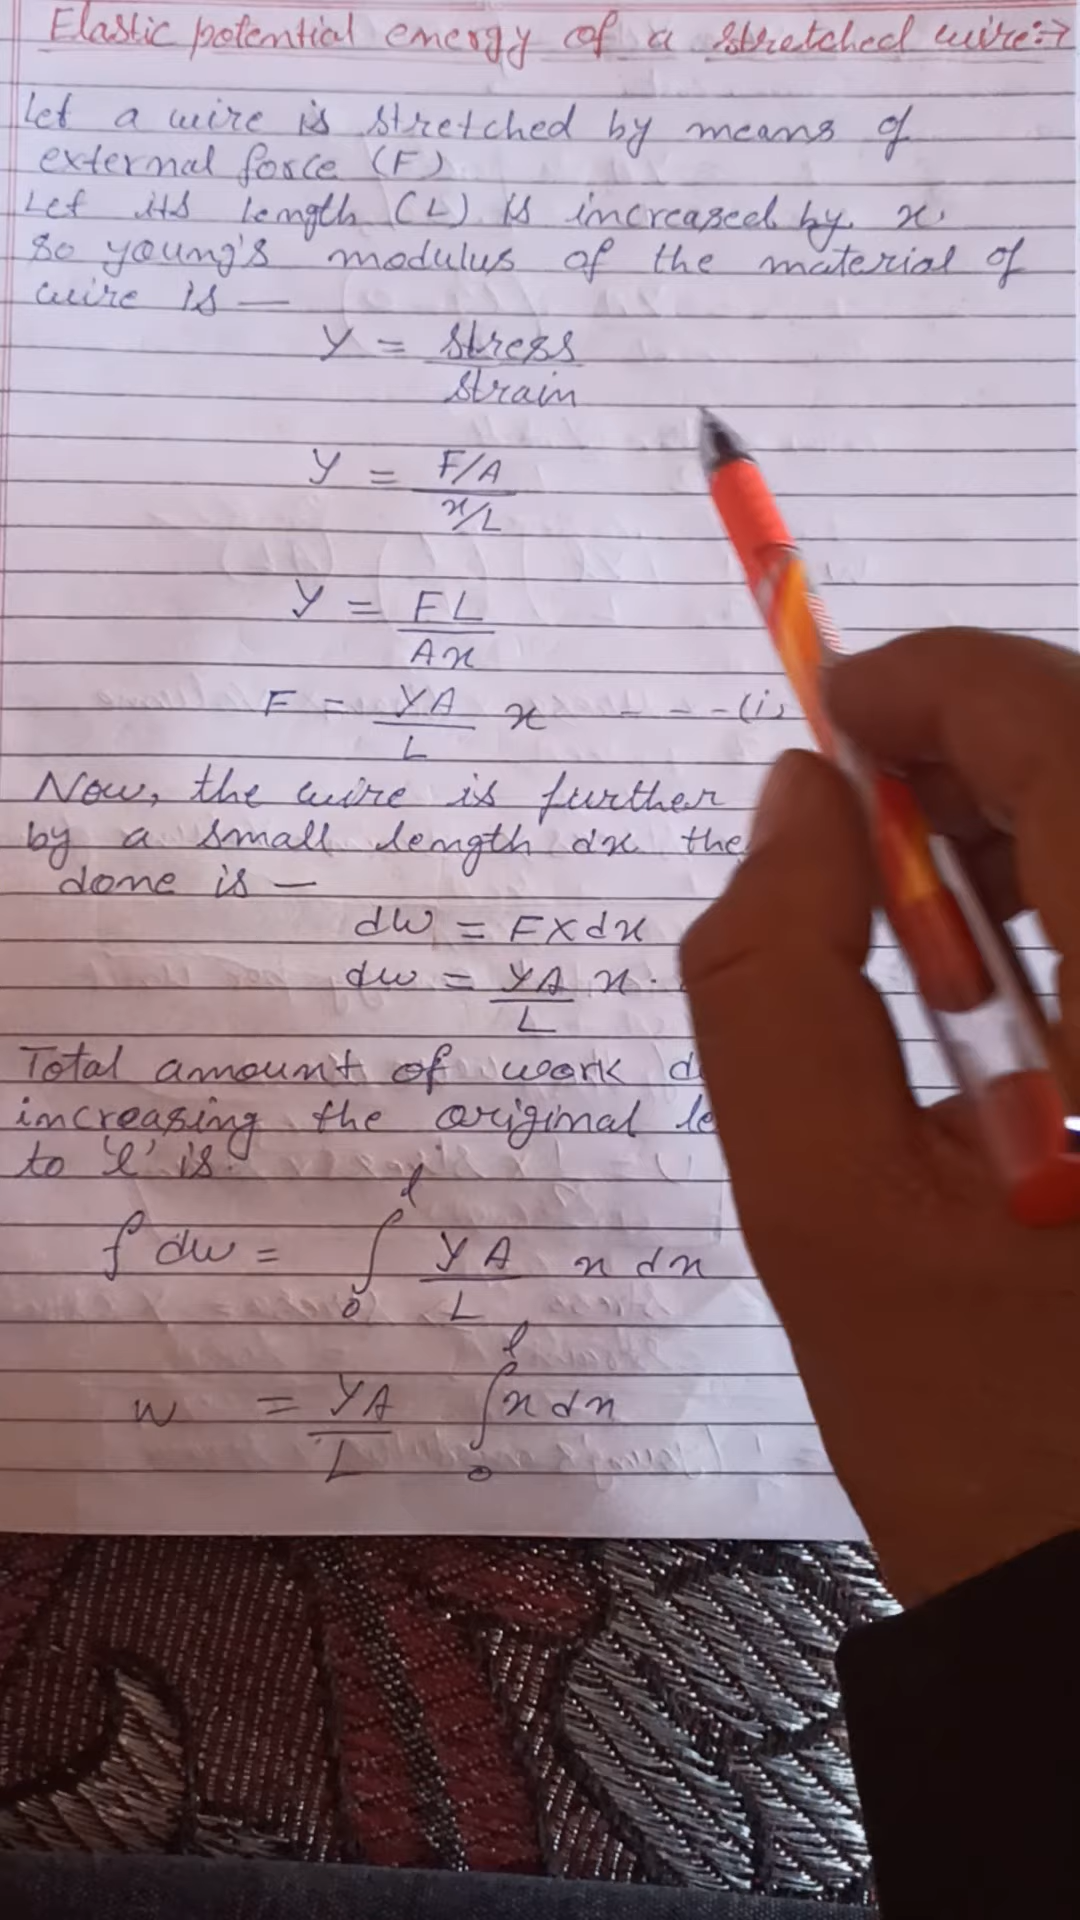 Elastic potential energy of a stretched wire:→
Let a wire is stretched by means of
external force (F)
Let its length (L) is increased by x.
So young's modulus of the material of
wire is —
Y = stress
strain
Y = F/A
x/L
Y = FL
Ax
F = YA x - - - (i)
L
Now, the wire is further
by a small length dx the
done is —
dW = F×dx
dw = YA x .
L
Total amount of work
increasing the original
to 'l' is
l
∫ dw = ∫ YA x dx
0 L
l
W = YA ∫ x dx
L 0